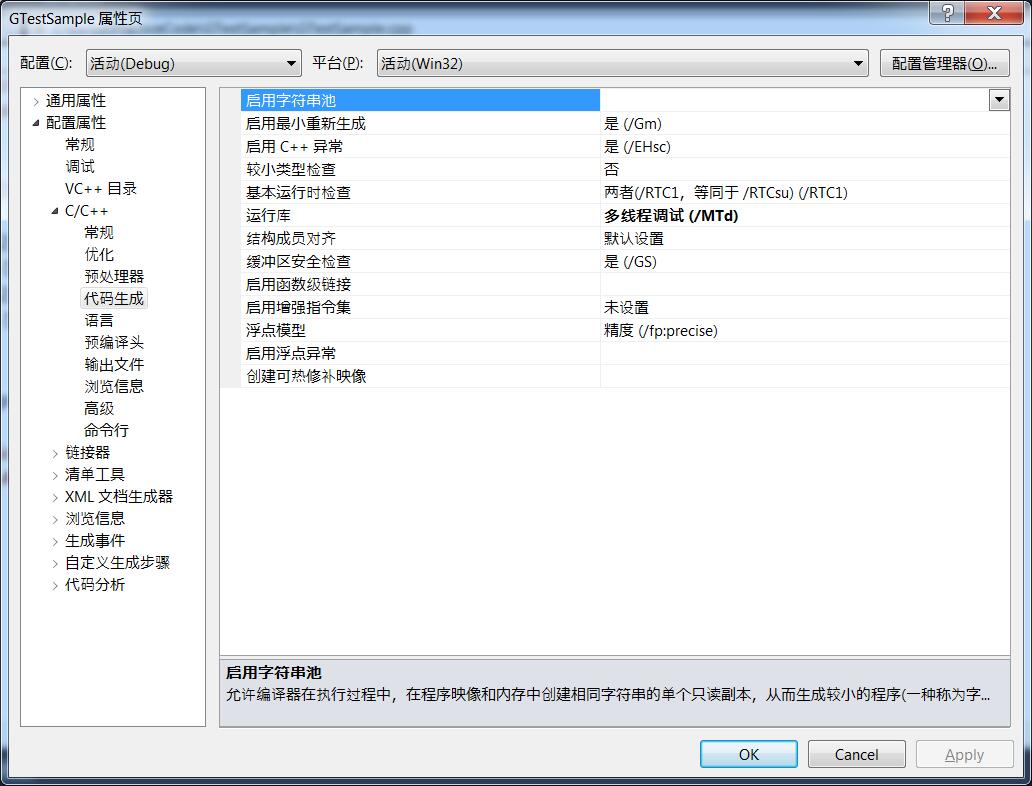 GTestSample 属性页
配置(C): 活动(Debug) 平台(P): 活动(Win32) 配置管理器(O)...
通用属性
配置属性
常规
调试
VC++ 目录
C/C++
常规
优化
预处理器
代码生成
语言
预编译头
输出文件
浏览信息
高级
命令行
链接器
清单工具
XML 文档生成器
浏览信息
生成事件
自定义生成步骤
代码分析
启用字符串池
启用最小重新生成 是 (/Gm)
启用 C++ 异常 是 (/EHsc)
较小类型检查 否
基本运行时检查 两者(/RTC1，等同于 /RTCsu) (/RTC1)
运行库 多线程调试 (/MTd)
结构成员对齐 默认设置
缓冲区安全检查 是 (/GS)
启用函数级链接
启用增强指令集 未设置
浮点模型 精度 (/fp:precise)
启用浮点异常
创建可热修补映像
启用字符串池
允许编译器在执行过程中，在程序映像和内存中创建相同字符串的单个只读副本，从而生成较小的程序(一种称为字...
OK Cancel Apply